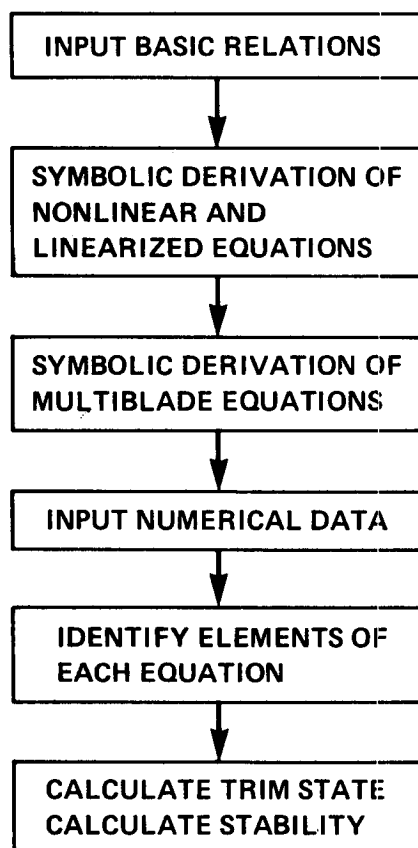 INPUT BASIC RELATIONS
SYMBOLIC DERIVATION OF
NONLINEAR AND
LINEARIZED EQUATIONS
SYMBOLIC DERIVATION OF
MULTIBLADE EQUATIONS
INPUT NUMERICAL DATA
IDENTIFY ELEMENTS OF
EACH EQUATION
CALCULATE TRIM STATE
CALCULATE STABILITY